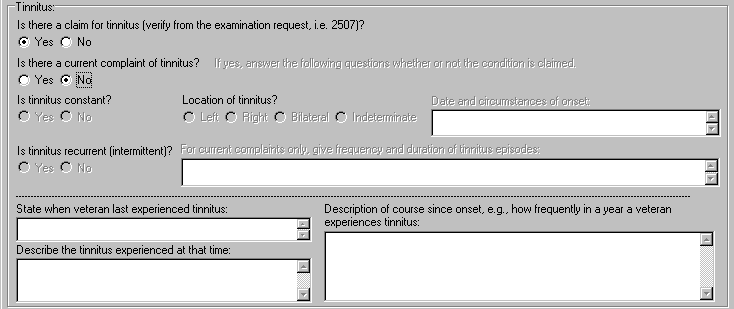 Tinnitus:
Is there a claim for tinnitus (verify from the examination request, i.e. 2507)?
Yes No
Is there a current complaint of tinnitus? If yes, answer the following questions whether or not the condition is claimed.
Yes No
Is tinnitus constant? Location of tinnitus? Date and circumstances of onset:
Yes No Left Right Bilateral Indeterminate
Is tinnitus recurrent (intermittent)? For current complaints only, give frequency and duration of tinnitus episodes:
Yes No
State when veteran last experienced tinnitus:
Description of course since onset, e.g., how frequently in a year a veteran
experiences tinnitus:
Describe the tinnitus experienced at that time: